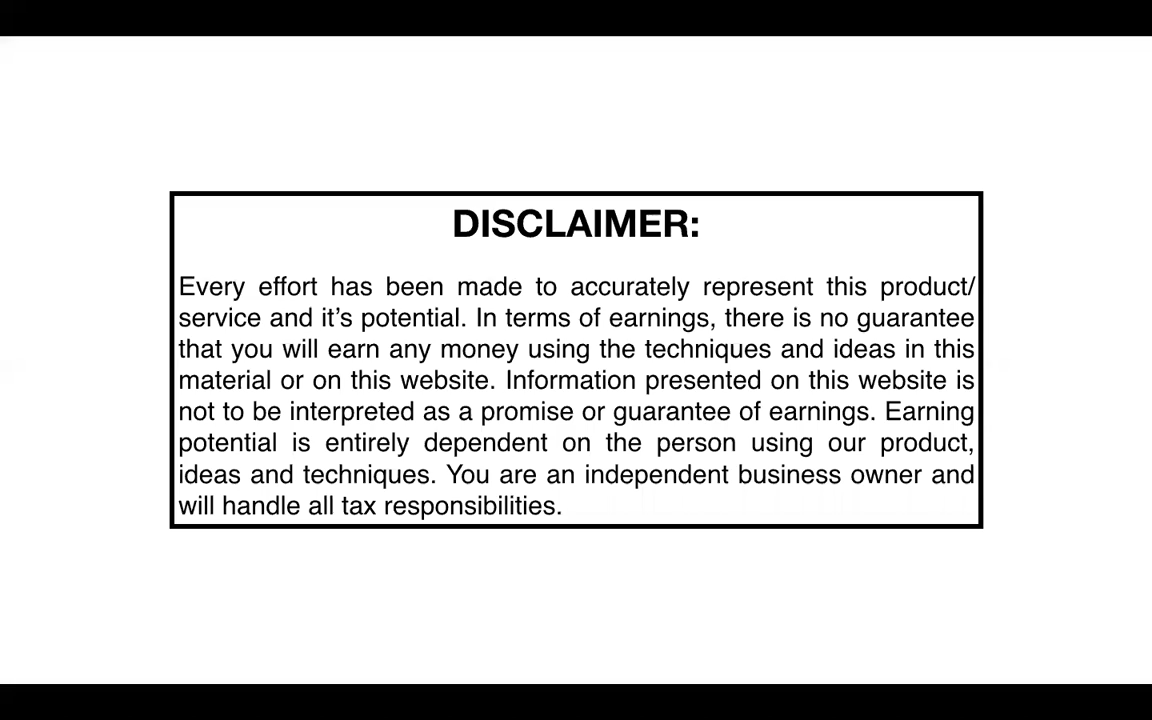 DISCLAIMER:
Every effort has been made to accurately represent this product/
service and it’s potential. In terms of earnings, there is no guarantee
that you will earn any money using the techniques and ideas in this
material or on this website. Information presented on this website is
not to be interpreted as a promise or guarantee of earnings. Earning
potential is entirely dependent on the person using our product,
ideas and techniques. You are an independent business owner and
will handle all tax responsibilities.